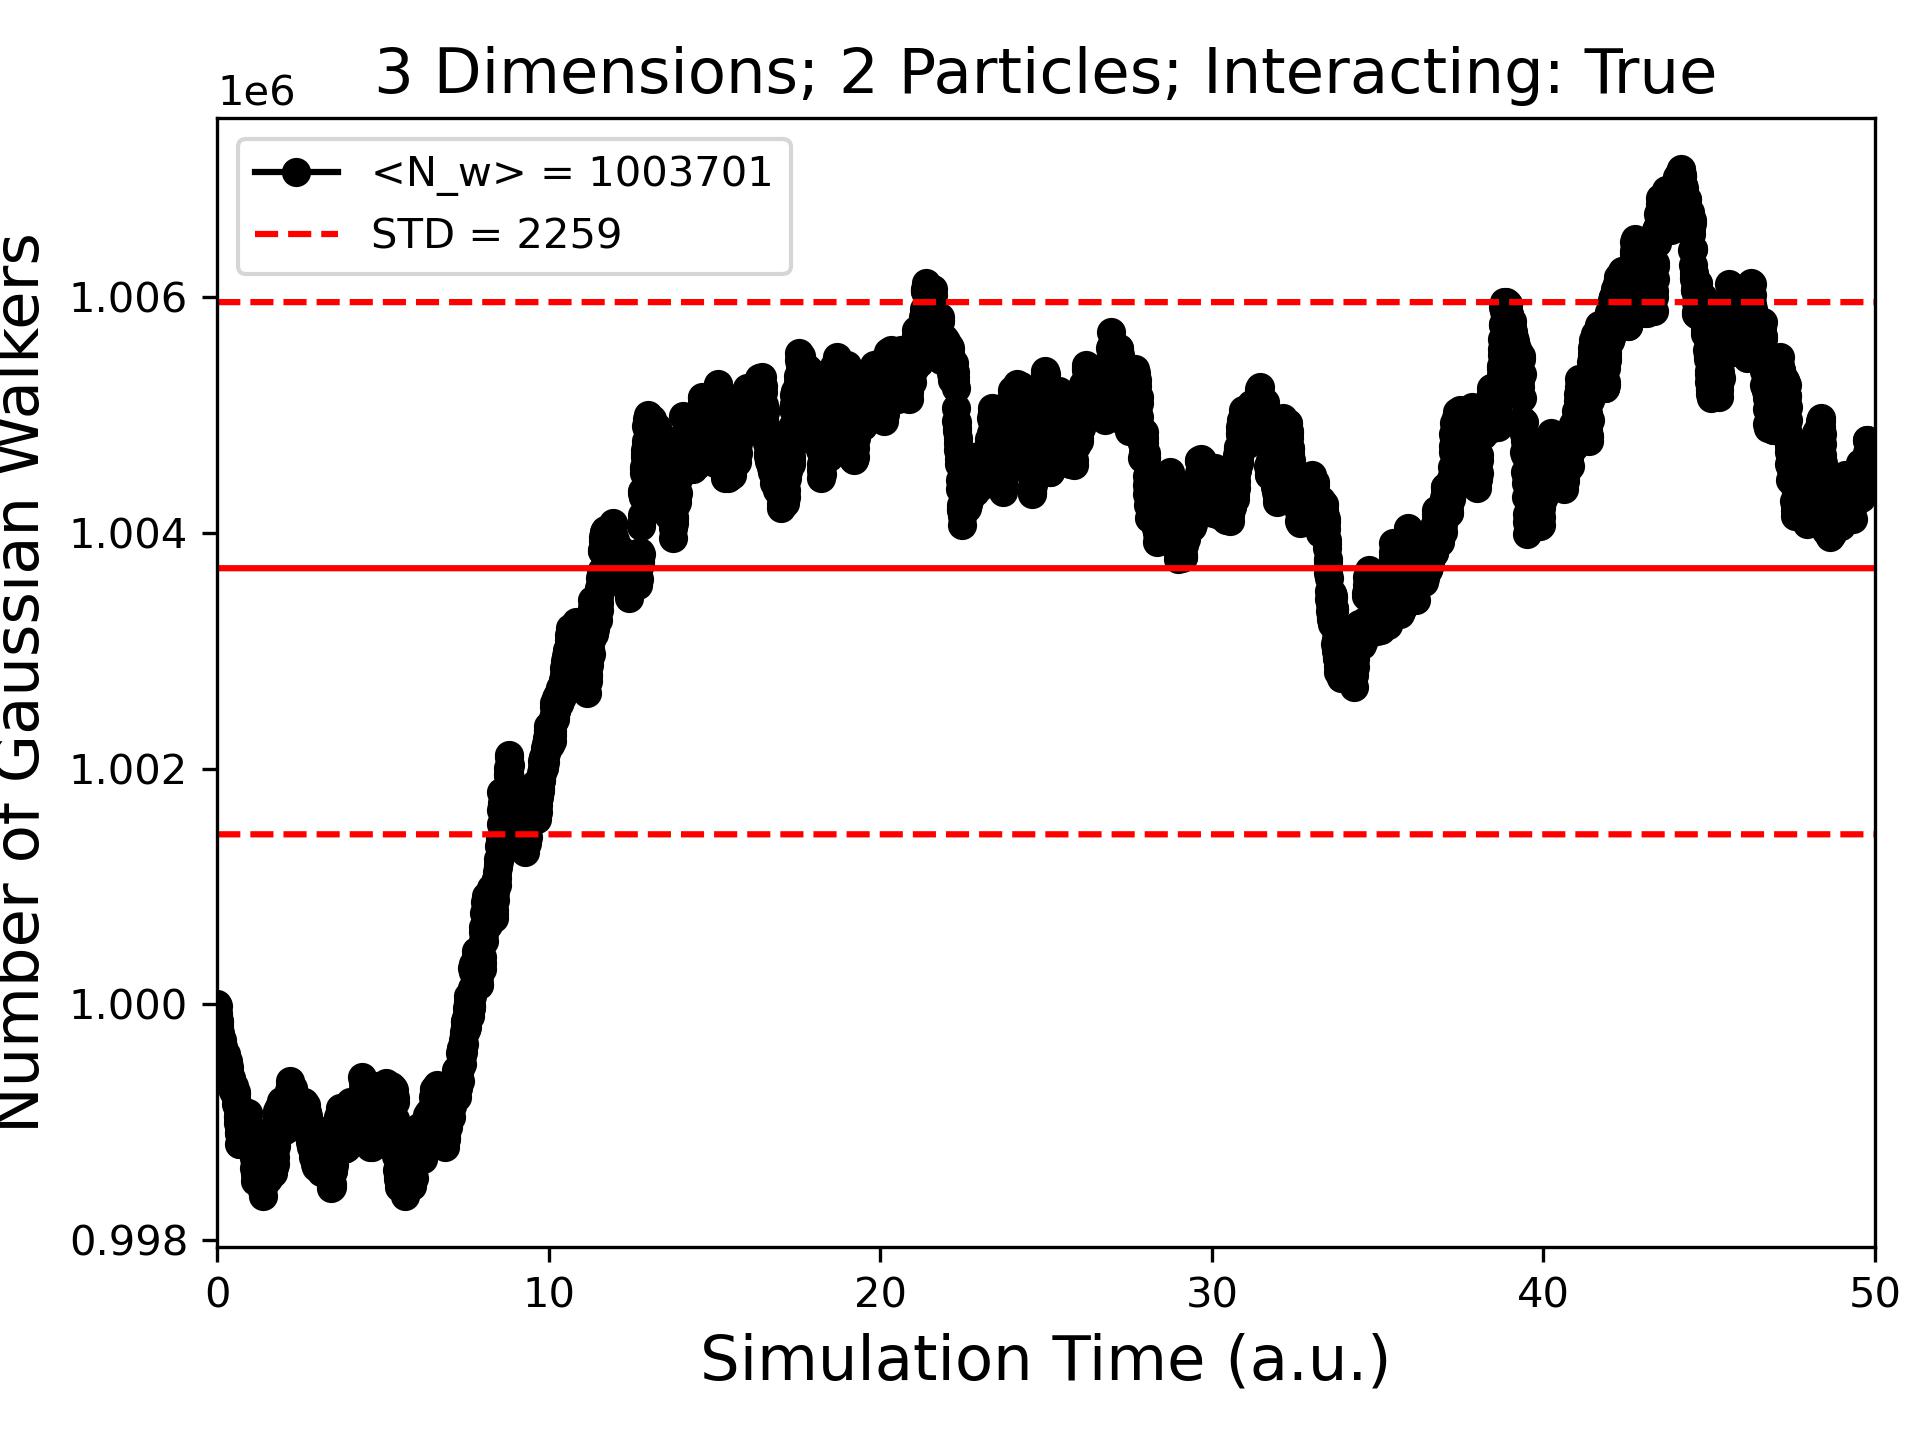 3 Dimensions; 2 Particles; Interacting: True
1e6
<N_w> = 1003701
STD = 2259
Number of Gaussian Walkers
1.006
1.004
1.002
1.000
0.998
0 10 20 30 40 50
Simulation Time (a.u.)